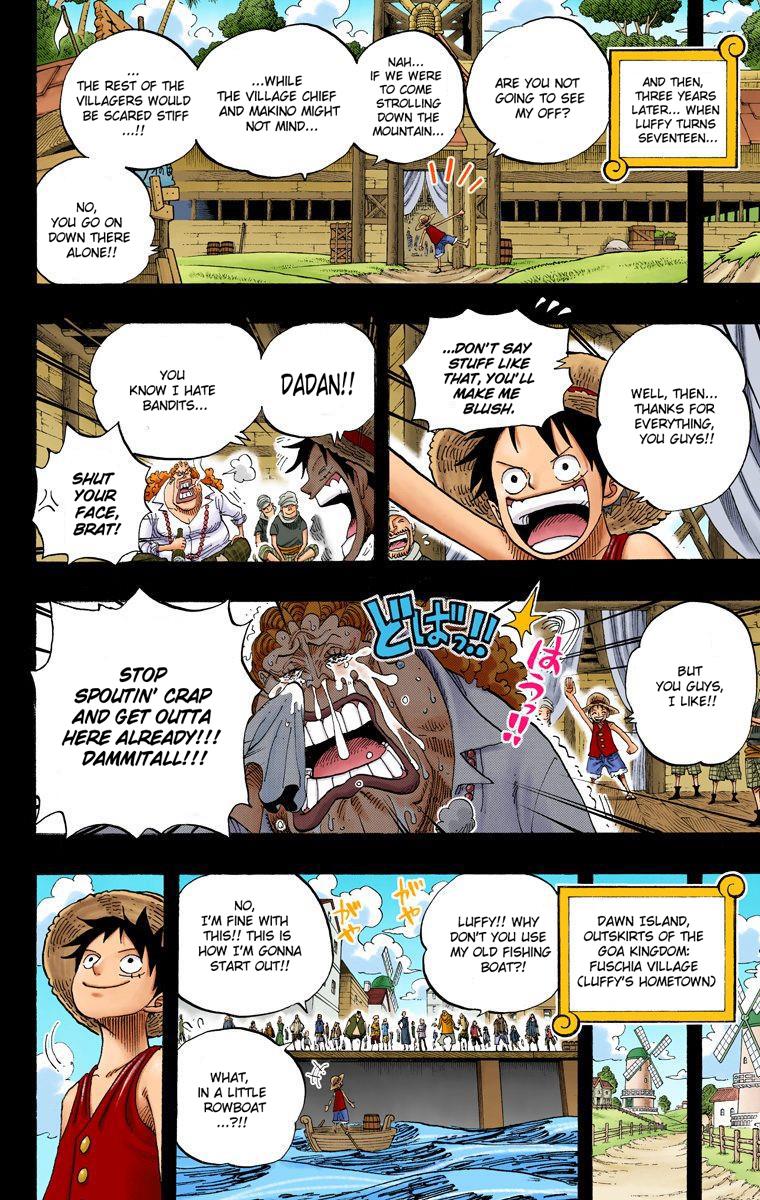 AND THEN,
THREE YEARS
LATER... WHEN
LUFFY TURNS
SEVENTEEN...
ARE YOU NOT
GOING TO SEE
MY OFF?
NAH...
IF WE WERE
TO COME
STROLLING
DOWN THE
MOUNTAIN...
...WHILE
THE VILLAGE CHIEF
AND MAKINO MIGHT
NOT MIND...
...
THE REST OF THE
VILLAGERS WOULD
BE SCARED STIFF
...!!
NO,
YOU GO ON
DOWN THERE
ALONE!!
WELL, THEN...
THANKS FOR
EVERYTHING,
YOU GUYS!!
...DON'T SAY
STUFF LIKE
THAT, YOU'LL
MAKE ME
BLUSH.
DADAN!!
YOU
KNOW I HATE
BANDITS...
SHUT
YOUR
FACE,
BRAT!
BUT
YOU GUYS,
I LIKE!!
はうっ!!
どばっ!!
STOP
SPOUTIN' CRAP
AND GET OUTTA
HERE ALREADY!!!
DAMMITALL!!!
DAWN ISLAND,
OUTSKIRTS OF THE
GOA KINGDOM:
FUSCHIA VILLAGE
(LUFFY'S HOMETOWN)
LUFFY!! WHY
DON'T YOU USE
MY OLD FISHING
BOAT?!
ガヤ
ガヤ
NO,
I'M FINE WITH
THIS!! THIS IS
HOW I'M GONNA
START OUT!!
WHAT,
IN A LITTLE
ROWBOAT
...?!!